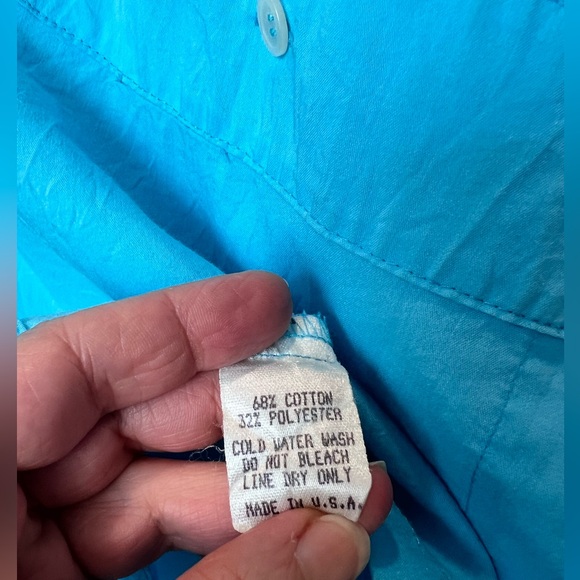 68% COTTON
32% POLYESTER
COLD WATER WASH
DO NOT BLEACH
LINE DRY ONLY
MADE IN U.S.A.